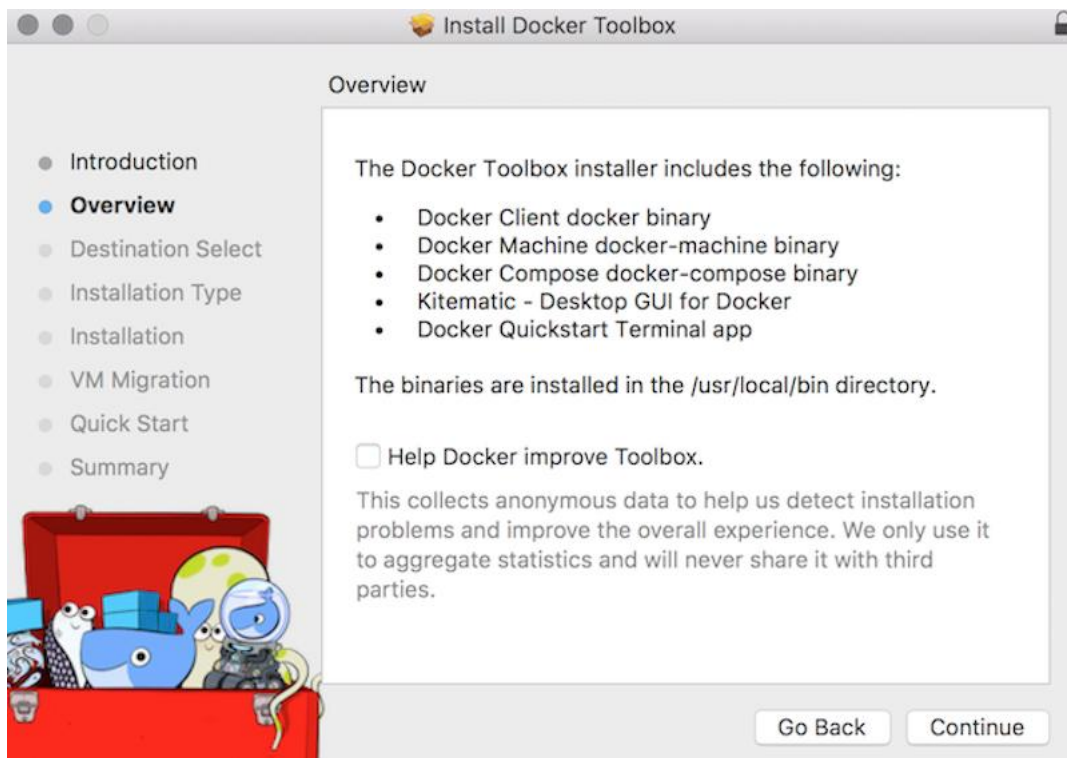 Install Docker Toolbox
Overview
Introduction
Overview
Destination Select
Installation Type
Installation
VM Migration
Quick Start
Summary
The Docker Toolbox installer includes the following:
• Docker Client docker binary
• Docker Machine docker-machine binary
• Docker Compose docker-compose binary
• Kitematic - Desktop GUI for Docker
• Docker Quickstart Terminal app
The binaries are installed in the /usr/local/bin directory.
Help Docker improve Toolbox.
This collects anonymous data to help us detect installation
problems and improve the overall experience. We only use it
to aggregate statistics and will never share it with third
parties.
Go Back
Continue